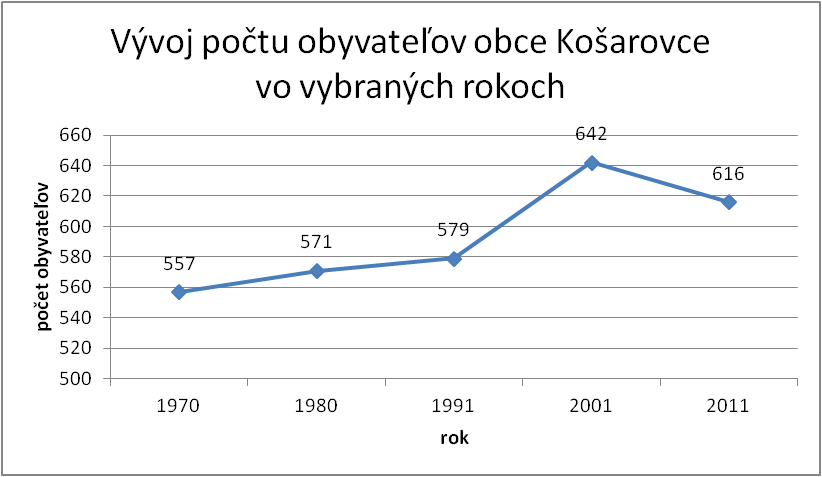 Vývoj počtu obyvateľov obce Košarovce
vo vybraných rokoch
počet obyvateľov
660
640
620
600
580
560
540
520
500
557
571
579
642
616
1970 1980 1991 2001 2011
rok